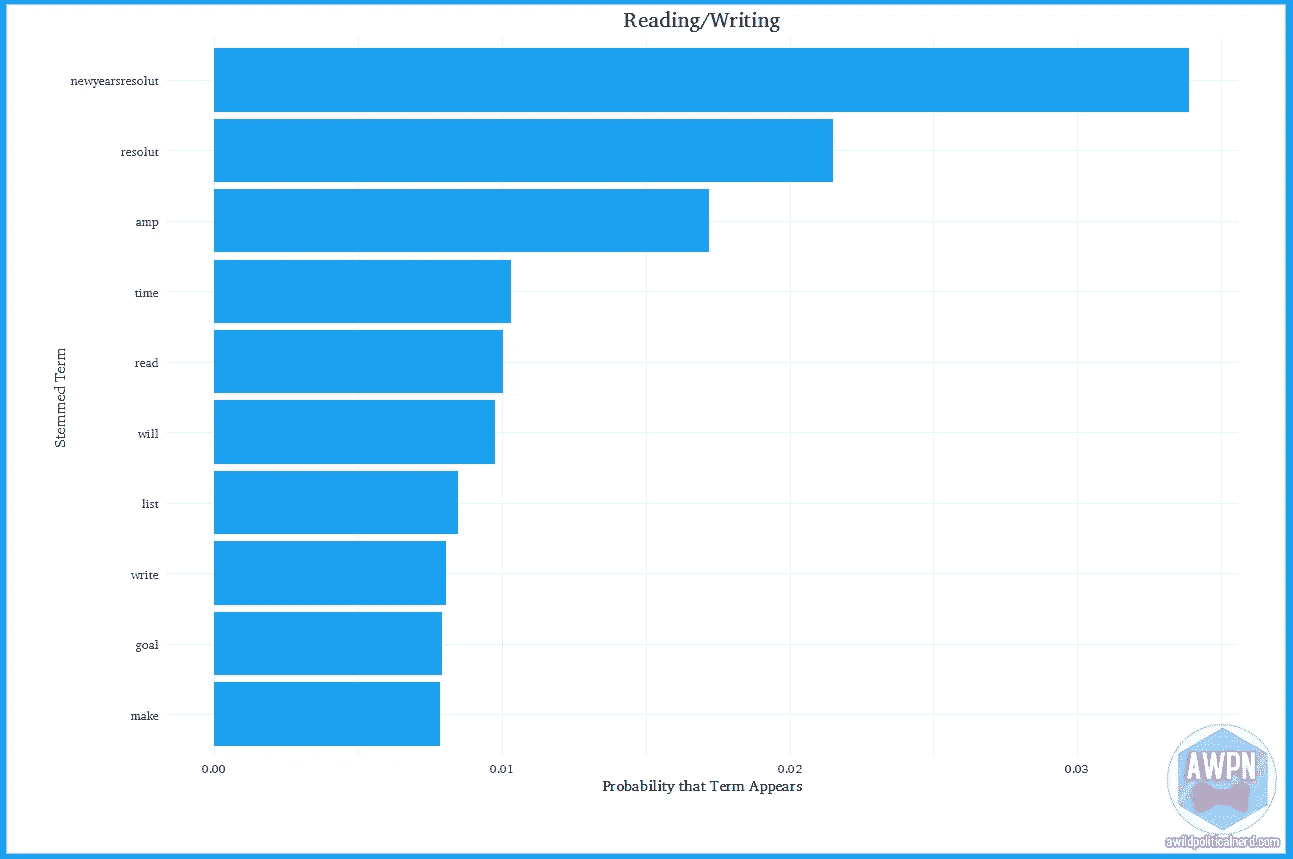 Reading/Writing
newyearsresolut
resolut
amp
time
read
will
list
write
goal
make
Stemmed Term
0.00 0.01 0.02 0.03
Probability that Term Appears
AWPN
awildpoliticalnerd.com